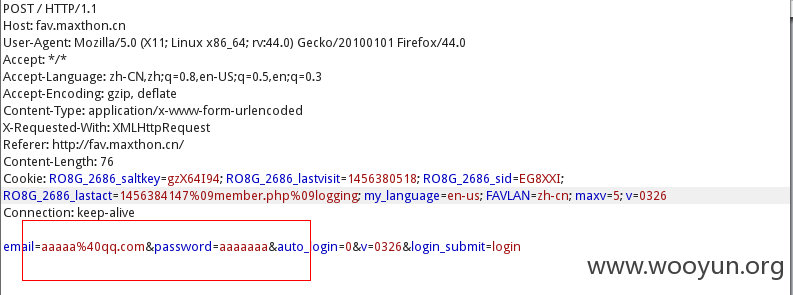 POST / HTTP/1.1
Host: fav.maxthon.cn
User-Agent: Mozilla/5.0 (X11; Linux x86_64; rv:44.0) Gecko/20100101 Firefox/44.0
Accept: */*
Accept-Language: zh-CN,zh;q=0.8,en-US;q=0.5,en;q=0.3
Accept-Encoding: gzip, deflate
Content-Type: application/x-www-form-urlencoded
X-Requested-With: XMLHttpRequest
Referer: http://fav.maxthon.cn/
Content-Length: 76
Cookie: RO8G_2686_saltkey=gzX64I94; RO8G_2686_lastvisit=1456380518; RO8G_2686_sid=EG8XXI;
RO8G_2686_lastact=1456384147%09member.php%09logging; my_language=en-us; FAVLAN=zh-cn; maxv=5; v=0326
Connection: keep-alive
email=aaaaa%40qq.com&password=aaaaaaa&auto_login=0&v=0326&login_submit=login
www.wooyun.org